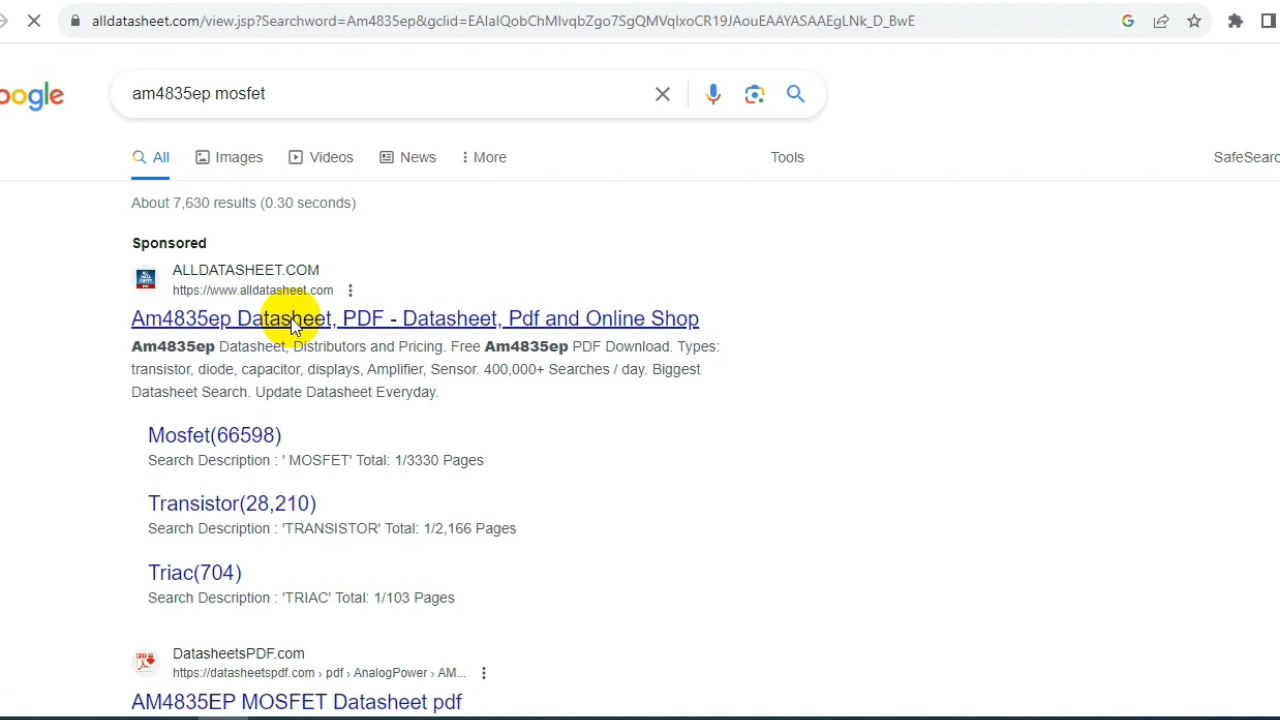 alldatasheet.com/view.jsp?Searchword=Am4835ep&gclid=EAIaIQobChMIvqbZgo7SgQMVqIxoCR19JAouEAAYASAAEgLNk_D_BwE
oogle
am4835ep mosfet
All Images Videos News More Tools SafeSearc
About 7,630 results (0.30 seconds)
Sponsored
ALLDATASHEET.COM
https://www.alldatasheet.com
Am4835ep Datasheet, PDF - Datasheet, Pdf and Online Shop
Am4835ep Datasheet, Distributors and Pricing. Free Am4835ep PDF Download. Types:
transistor, diode, capacitor, displays, Amplifier, Sensor. 400,000+ Searches / day. Biggest
Datasheet Search. Update Datasheet Everyday.
Mosfet(66598)
Search Description : ' MOSFET' Total: 1/3330 Pages
Transistor(28,210)
Search Description : 'TRANSISTOR' Total: 1/2,166 Pages
Triac(704)
Search Description : 'TRIAC' Total: 1/103 Pages
DatasheetsPDF.com
https://datasheetspdf.com › pdf › AnalogPower › AM...
AM4835EP MOSFET Datasheet pdf